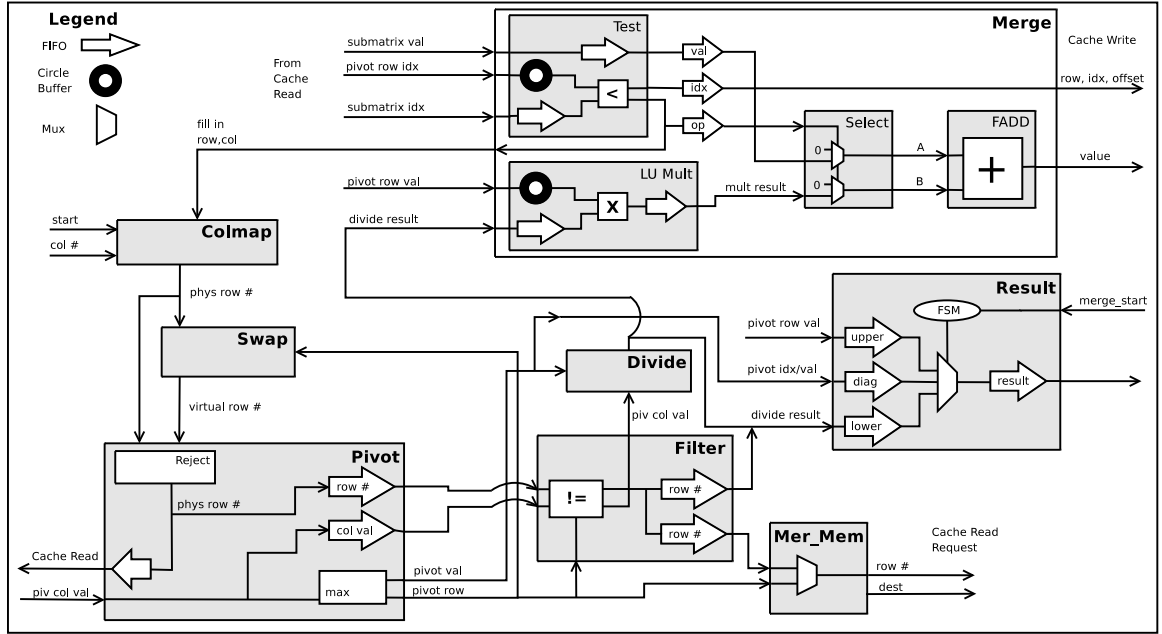 Legend
FIFO
Circle
Buffer
Mux
From
Cache
Read
submatrix val
pivot row idx
submatrix idx
fill in
row,col
pivot row val
divide result
Test
<
val
idx
op
Merge
Cache Write
row, idx, offset
Select
0
0
A
B
FADD
+
value
LU Mult
X
mult result
start
col #
Colmap
phys row #
Swap
virtual row #
Divide
piv col val
Result
FSM
merge_start
pivot row val
upper
pivot idx/val
diag
result
divide result
lower
Pivot
Reject
row #
phys row #
col val
Cache Read
piv col val
max
pivot val
pivot row
Filter
!=
row #
row #
Mer_Mem
Cache Read
Request
row #
dest